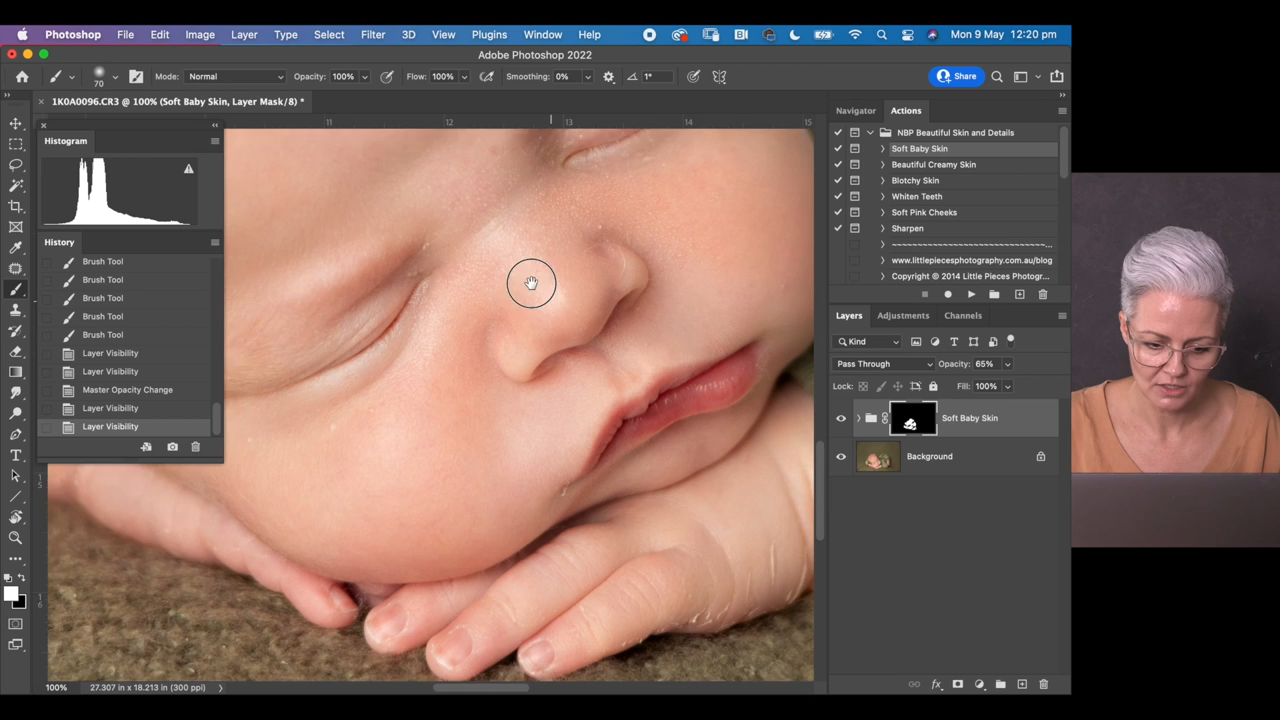 Photoshop File Edit Image Layer Type Select Filter 3D View Plugins Window Help Mon 9 May 12:20 pm
Adobe Photoshop 2022
70 Mode: Normal Opacity: 100% Flow: 100% Smoothing: 0% 1° Share
1K0A0096.CR3 @ 100% (Soft Baby Skin, Layer Mask/8) *
11 12 13 14 15
Histogram
History
Brush Tool
Brush Tool
Brush Tool
Brush Tool
Brush Tool
Layer Visibility
Layer Visibility
Master Opacity Change
Layer Visibility
Layer Visibility
15
16
Navigator Actions
NBP Beautiful Skin and Details
Soft Baby Skin
Beautiful Creamy Skin
Blotchy Skin
Whiten Teeth
Soft Pink Cheeks
Sharpen
~~~~~~~~~~~~~~~~~~~~~~~~~~~...
www.littlepiecesphotography.com.au/blog
Copyright © 2014 Little Pieces Photogr...
Layers Adjustments Channels
Kind
Pass Through Opacity: 65%
Lock: Fill: 100%
Soft Baby Skin
Background
100% 27.307 in x 18.213 in (300 ppi)